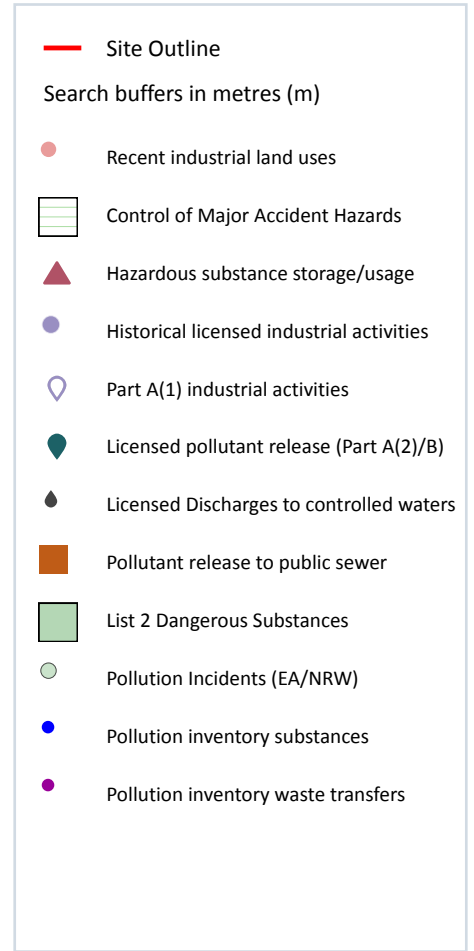 Site Outline
Search buffers in metres (m)
Recent industrial land uses
Control of Major Accident Hazards
Hazardous substance storage/usage
Historical licensed industrial activities
Part A(1) industrial activities
Licensed pollutant release (Part A(2)/B)
Licensed Discharges to controlled waters
Pollutant release to public sewer
List 2 Dangerous Substances
Pollution Incidents (EA/NRW)
Pollution inventory substances
Pollution inventory waste transfers